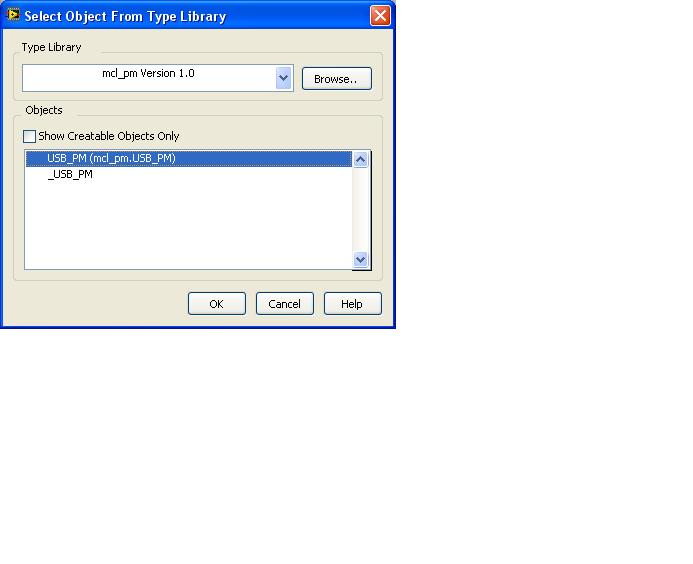 Select Object From Type Library
Type Library
mcl_pm Version 1.0
Browse..
Objects
Show Creatable Objects Only
USB_PM (mcl_pm.USB_PM)
_USB_PM
OK Cancel Help